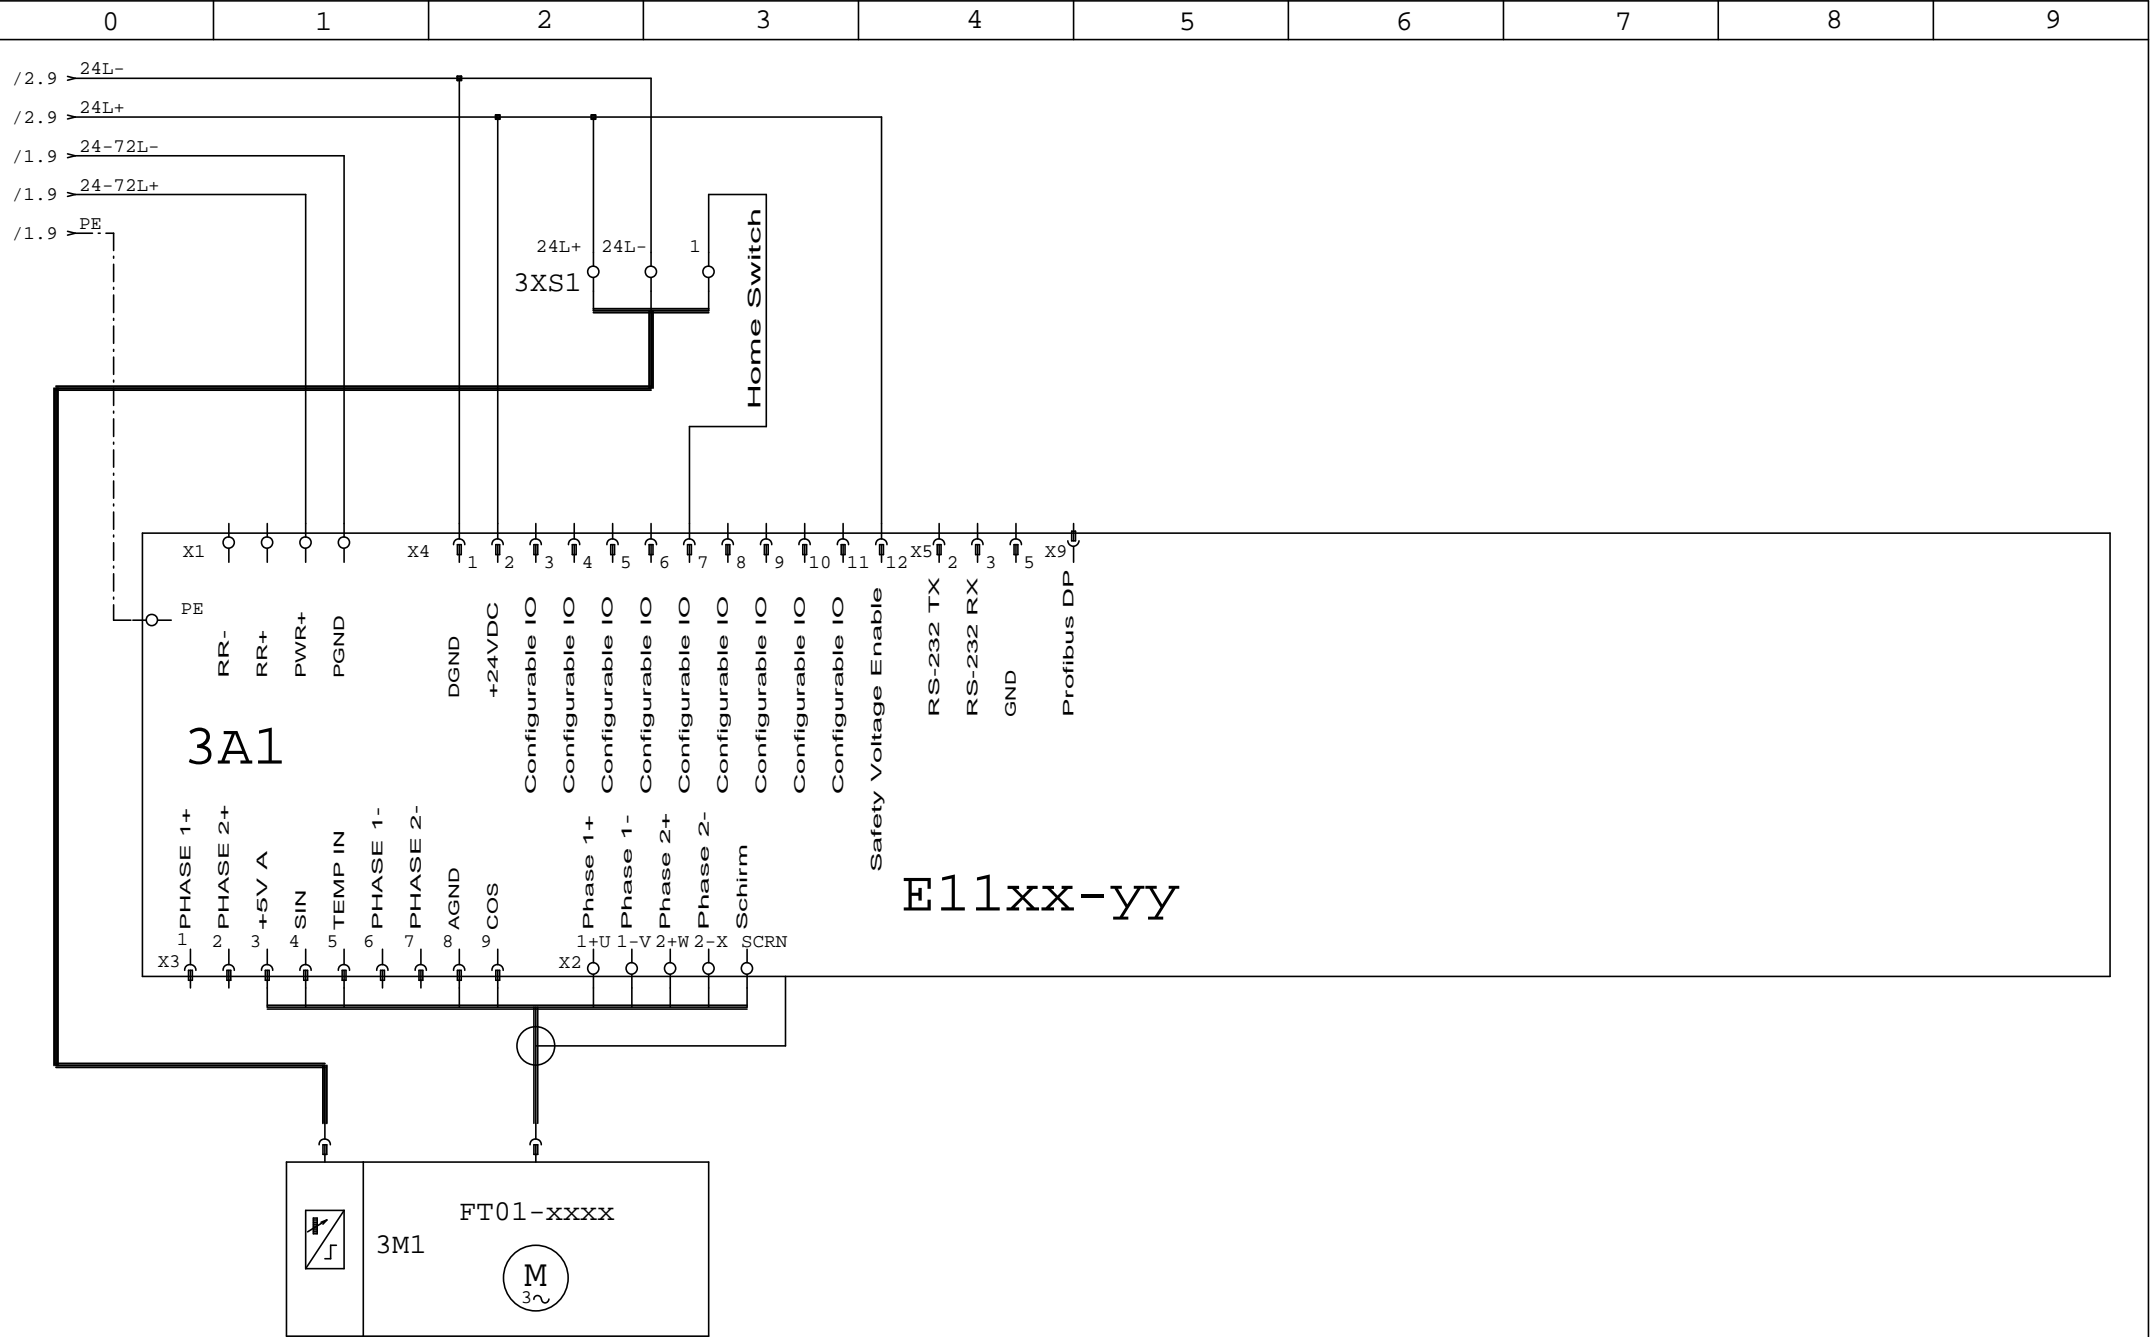 0 1 2 3 4 5 6 7 8 9
/2.9 24L-
/2.9 24L+
/1.9 24-72L-
/1.9 24-72L+
/1.9 PE
24L+ 24L- 1
3XS1
Home Switch
X1 X4 1 2 3 4 5 6 7 8 9 10 11 12 X5 2 3 5 X9
PE
RR-
RR+
PWR+
PGND
DGND
+24VDC
Configurable IO
Configurable IO
Configurable IO
Configurable IO
Configurable IO
Configurable IO
Configurable IO
Configurable IO
Configurable IO
Safety Voltage Enable
RS-232 TX
RS-232 RX
GND
Profibus DP
3A1
E11xx-yy
PHASE 1+
PHASE 2+
+5V A
SIN
TEMP IN
PHASE 1-
PHASE 2-
AGND
COS
Phase 1+
Phase 1-
Phase 2+
Phase 2-
Schirm
1 2 3 4 5 6 7 8 9 1+U 1-V 2+W 2-X SCRN
X3 X2
FT01-xxxx
3M1
M
3~